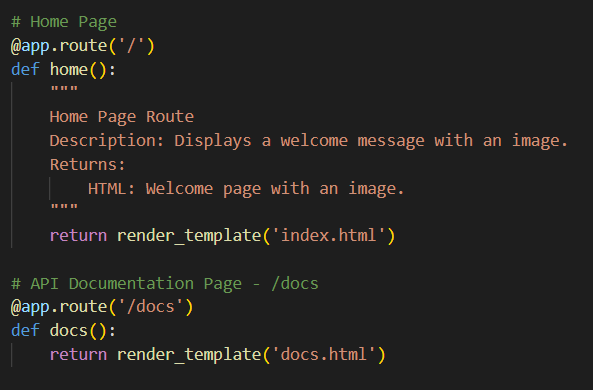 # Home Page
@app.route('/')
def home():
    """
    Home Page Route
    Description: Displays a welcome message with an image.
    Returns:
        HTML: Welcome page with an image.
    """
    return render_template('index.html')

# API Documentation Page - /docs
@app.route('/docs')
def docs():
    return render_template('docs.html')